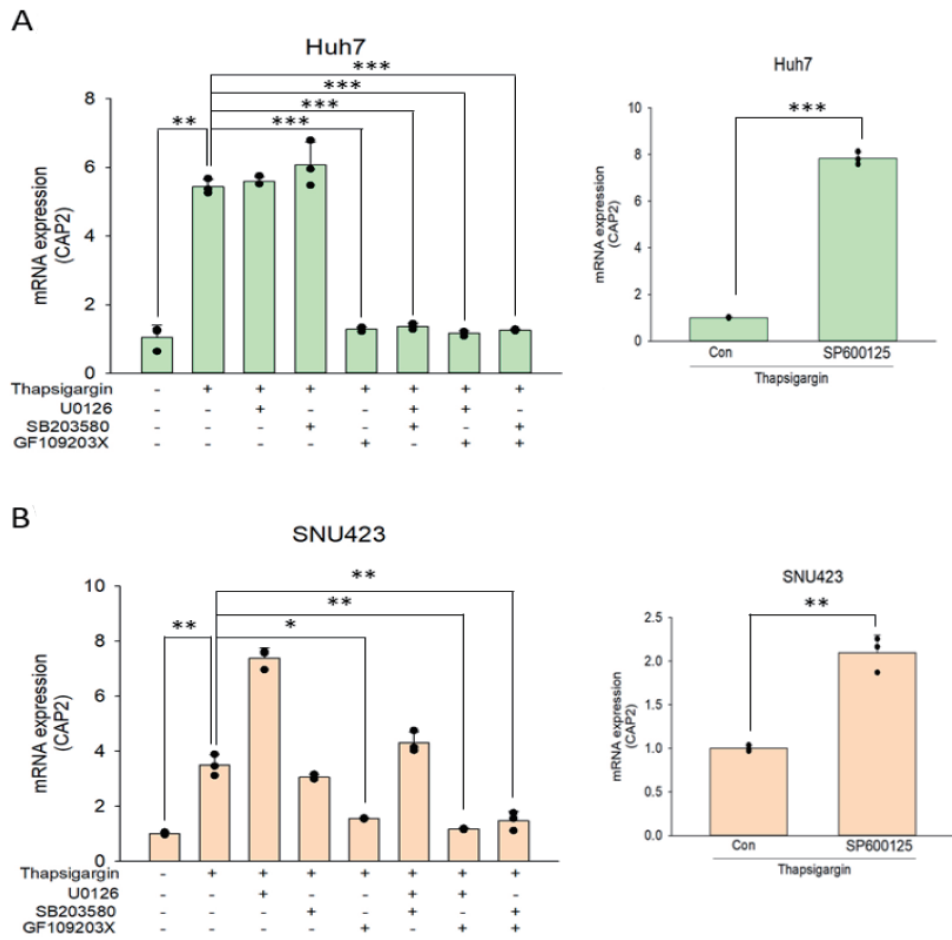 A
Huh7
***
***
***
** ***
8
6
4
2
0
mRNA expression
(CAP2)
Thapsigargin - + + + + + + +
U0126 - - + - - + + -
SB203580 - - - + - + - +
GF109203X - - - - + - + +
Huh7
***
10
8
6
4
2
0
mRNA expression
(CAP2)
Con SP600125
Thapsigargin
B
SNU423
**
**
** *
10
8
6
4
2
0
mRNA expression
(CAP2)
Thapsigargin - + + + + + + +
U0126 - - + - - + + -
SB203580 - - - + - + - +
GF109203X - - - - + - + +
SNU423
**
2.5
2.0
1.5
1.0
0.5
0.0
mRNA expression
(CAP2)
Con SP600125
Thapsigargin